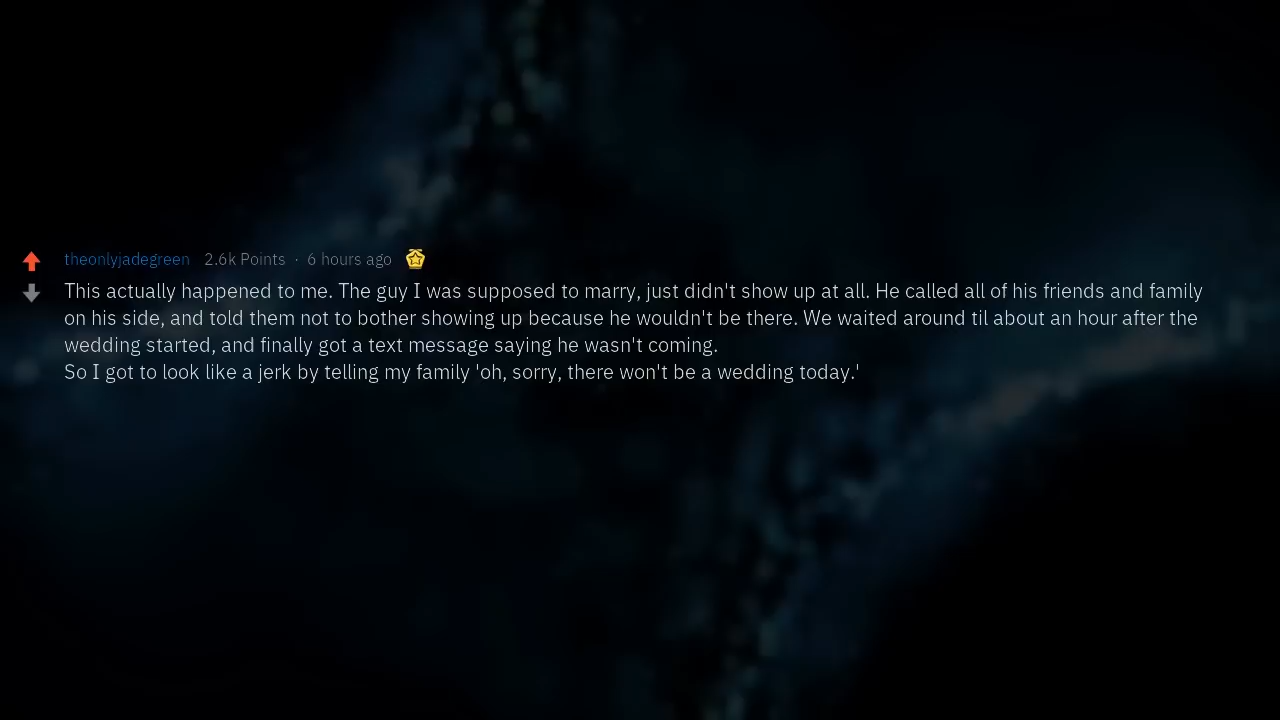 theonlyjadegreen 2.6k Points · 6 hours ago
This actually happened to me. The guy I was supposed to marry, just didn't show up at all. He called all of his friends and family
on his side, and told them not to bother showing up because he wouldn't be there. We waited around til about an hour after the
wedding started, and finally got a text message saying he wasn't coming.
So I got to look like a jerk by telling my family 'oh, sorry, there won't be a wedding today.'